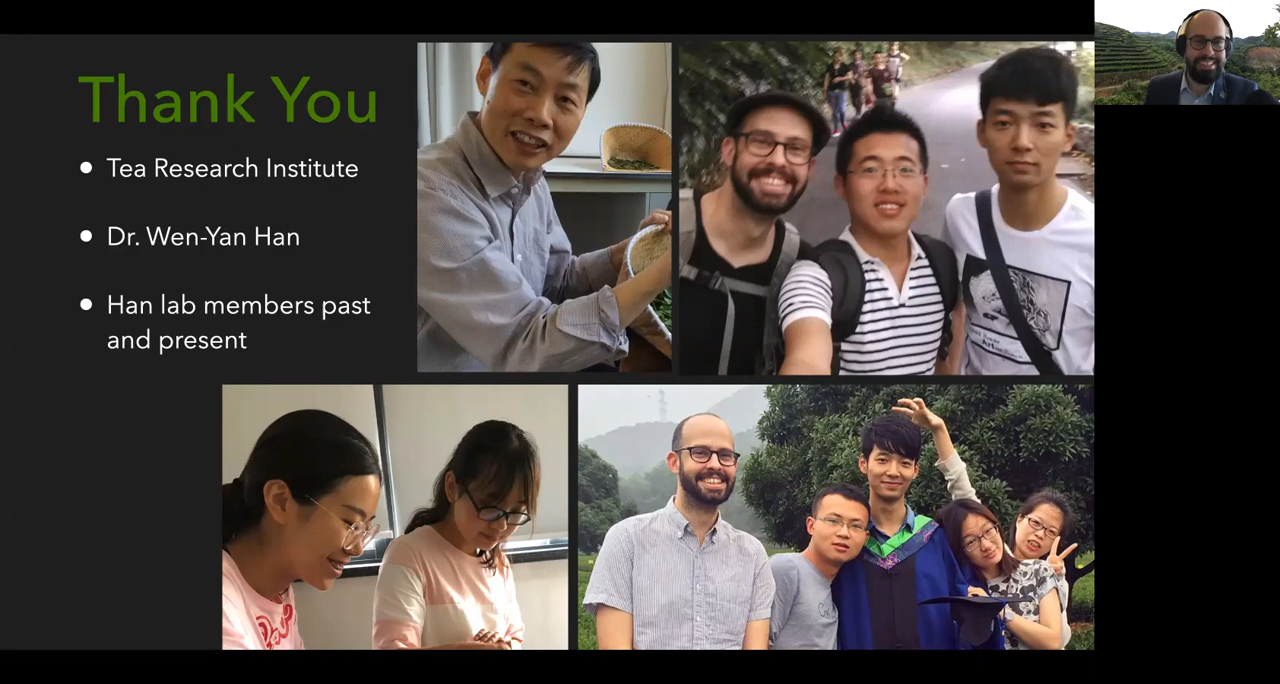 Thank You
Tea Research Institute
Dr. Wen-Yan Han
Han lab members past
and present